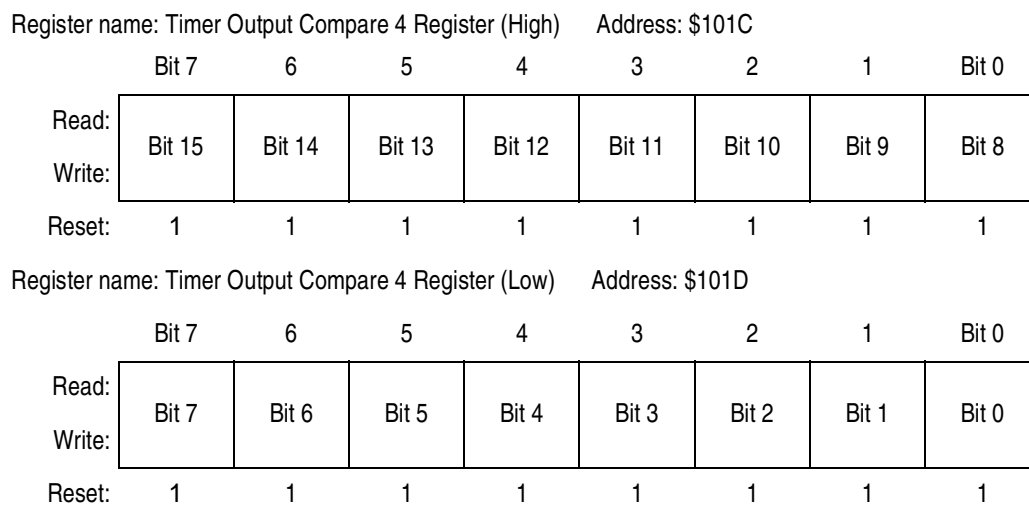 Register name: Timer Output Compare 4 Register (High) Address: $101C
Bit 7 6 5 4 3 2 1 Bit 0
Read:
Bit 15 Bit 14 Bit 13 Bit 12 Bit 11 Bit 10 Bit 9 Bit 8
Write:
Reset: 1 1 1 1 1 1 1 1
Register name: Timer Output Compare 4 Register (Low) Address: $101D
Bit 7 6 5 4 3 2 1 Bit 0
Read:
Bit 7 Bit 6 Bit 5 Bit 4 Bit 3 Bit 2 Bit 1 Bit 0
Write:
Reset: 1 1 1 1 1 1 1 1